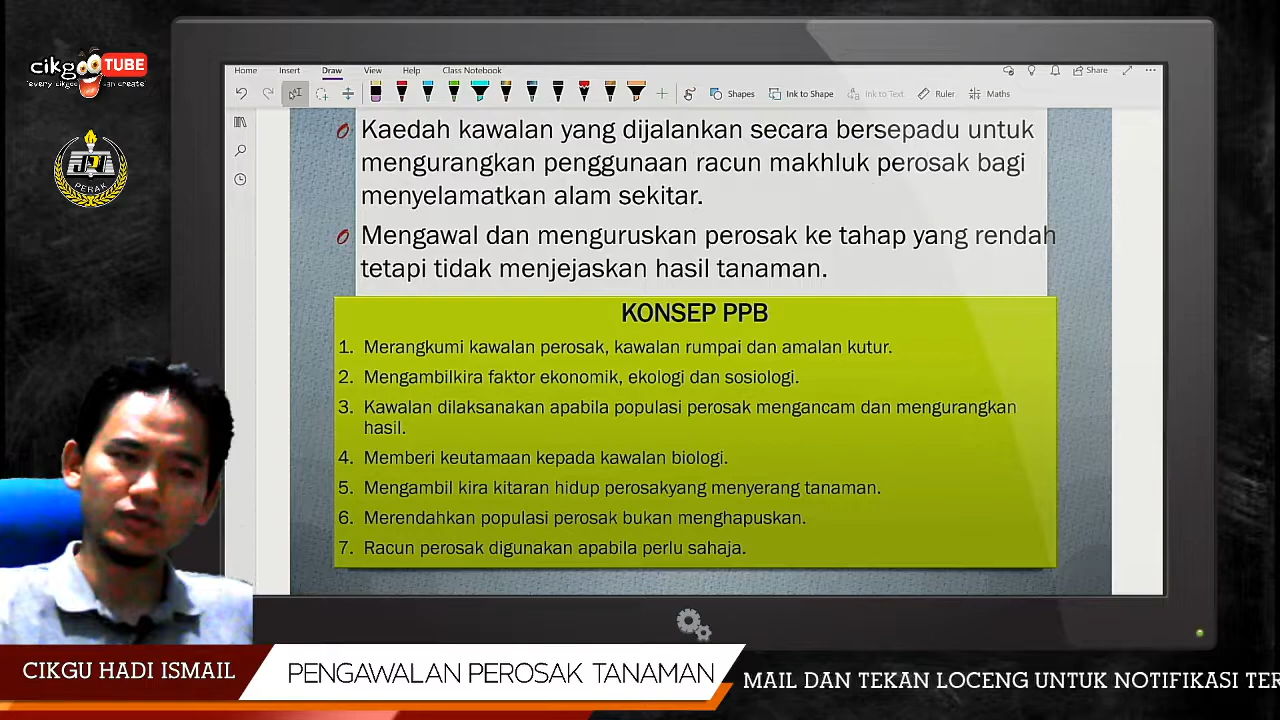 cikgooTUBE
"every cikgoo can create"
PERAK
Home Insert Draw View Help Class Notebook
Share
Shapes Ink to Shape Ink to Text Ruler Maths
Kaedah kawalan yang dijalankan secara bersepadu untuk
mengurangkan penggunaan racun makhluk perosak bagi
menyelamatkan alam sekitar.
Mengawal dan menguruskan perosak ke tahap yang rendah
tetapi tidak menjejaskan hasil tanaman.
KONSEP PPB
1. Merangkumi kawalan perosak, kawalan rumpai dan amalan kutur.
2. Mengambilkira faktor ekonomik, ekologi dan sosiologi.
3. Kawalan dilaksanakan apabila populasi perosak mengancam dan mengurangkan
hasil.
4. Memberi keutamaan kepada kawalan biologi.
5. Mengambil kira kitaran hidup perosakyang menyerang tanaman.
6. Merendahkan populasi perosak bukan menghapuskan.
7. Racun perosak digunakan apabila perlu sahaja.
CIKGU HADI ISMAIL
PENGAWALAN PEROSAK TANAMAN
MAIL DAN TEKAN LOCENG UNTUK NOTIFIKASI TER